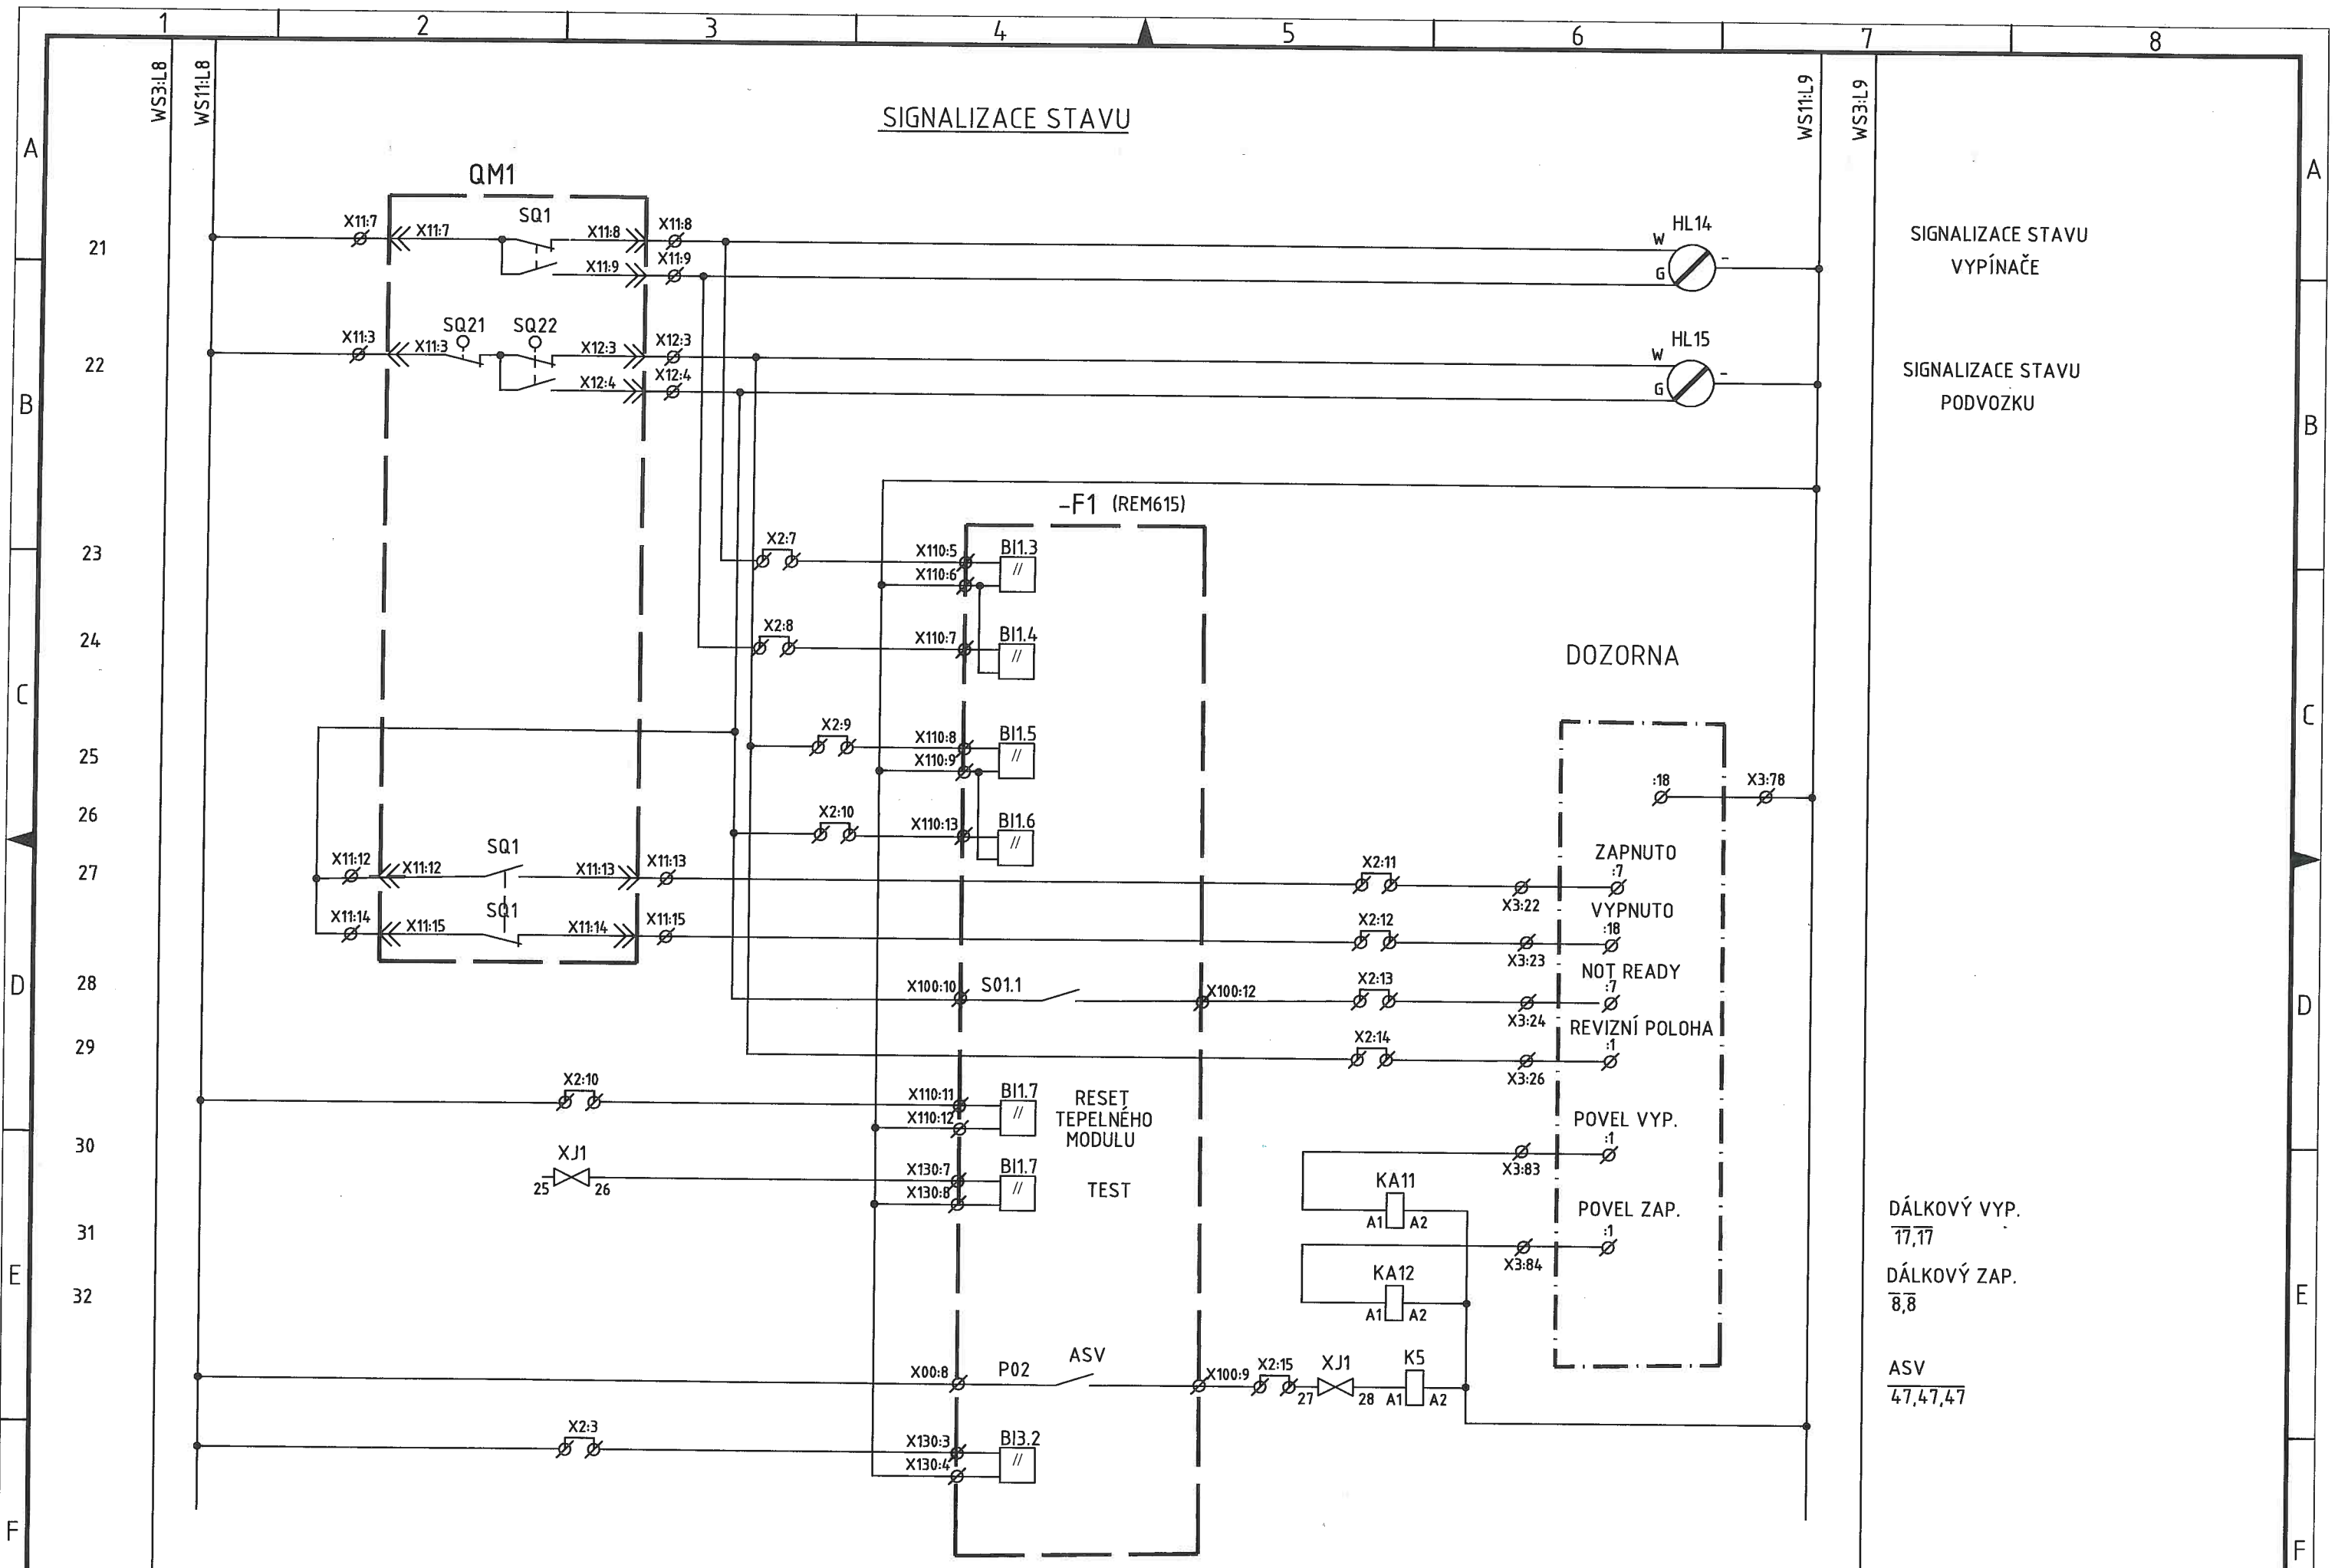 1 2 3 4 5 6 7 8
WS3:L8
WS11:L8
WS11:L9
WS3:L9
SIGNALIZACE STAVU
A
A
QM1
21
X11:7
X11:7
SQ1
X11:8
X11:8
X11:9
X11:9
W
G
HL14
-
SIGNALIZACE STAVU
VYPÍNAČE
22
X11:3
X11:3
SQ21
SQ22
X12:3
X12:3
X12:4
X12:4
W
G
HL15
-
SIGNALIZACE STAVU
PODVOZKU
B
B
-F1 (REM615)
23
X2:7
X110:5
X110:6
BI1.3
//
24
X2:8
X110:7
BI1.4
//
DOZORNA
C
C
25
X2:9
X110:8
X110:9
BI1.5
//
:18
X3:78
26
X2:10
X110:13
BI1.6
//
27
X11:12
X11:12
SQ1
X11:13
X11:13
X2:11
X3:22
ZAPNUTO
:7
X11:14
X11:15
SQ1
X11:14
X11:15
X2:12
X3:23
VYPNUTO
:18
D
D
28
X100:10
S01.1
X100:12
X2:13
X3:24
NOT READY
:7
29
X2:14
X3:26
REVIZNÍ POLOHA
:1
X2:10
X110:11
X110:12
BI1.7
//
RESET
TEPELNÉHO
MODULU
30
XJ1
25 26
X130:7
X130:8
BI1.7
//
TEST
X3:83
POVEL VYP.
:1
KA11
A1 A2
DÁLKOVÝ VYP.
17,17
31
X3:84
POVEL ZAP.
:1
E
E
32
KA12
A1 A2
DÁLKOVÝ ZAP.
8,8
X00:8
P02
ASV
X100:9
X2:15
27
XJ1
28
K5
A1 A2
ASV
47,47,47
X2:3
X130:3
X130:4
BI3.2
//
F
F